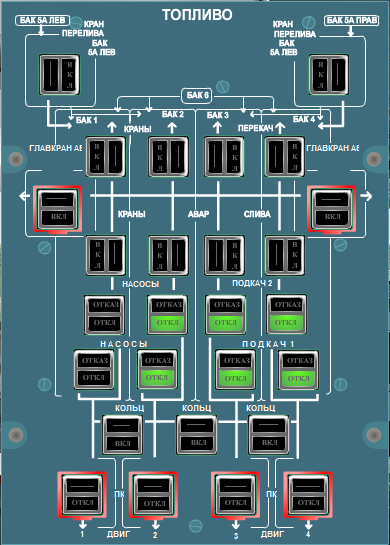 ТОПЛИВО
БАК 5А ЛЕВ КРАН ПЕРЕЛИВА БАК 5А ЛЕВ
КРАН ПЕРЕЛИВА БАК 5А ЛЕВ БАК 5А ПРАВ
ВКЛ ВКЛ
БАК 6
БАК 1 БАК 2 БАК 3 БАК 4
КРАНЫ ПЕРЕКАЧ
ГЛАВКРАН АВ ГЛАВКРАН АВ
ВКЛ ВКЛ ВКЛ ВКЛ
ВКЛ ВКЛ
КРАНЫ АВАР СЛИВА
ВКЛ ВКЛ ВКЛ ВКЛ
НАСОСЫ ПОДКАЧ 2
ОТКАЗ ОТКАЗ ОТКАЗ ОТКАЗ
ОТКЛ ОТКЛ ОТКЛ ОТКЛ
НАСОСЫ ПОДКАЧ 1
ОТКАЗ ОТКАЗ ОТКАЗ ОТКАЗ
ОТКЛ ОТКЛ ОТКЛ ОТКЛ
КОЛЬЦ КОЛЬЦ КОЛЬЦ
ВКЛ ВКЛ ВКЛ
ПК ПК
ОТКЛ ОТКЛ ОТКЛ ОТКЛ
1 ДВИГ 2 3 ДВИГ 4